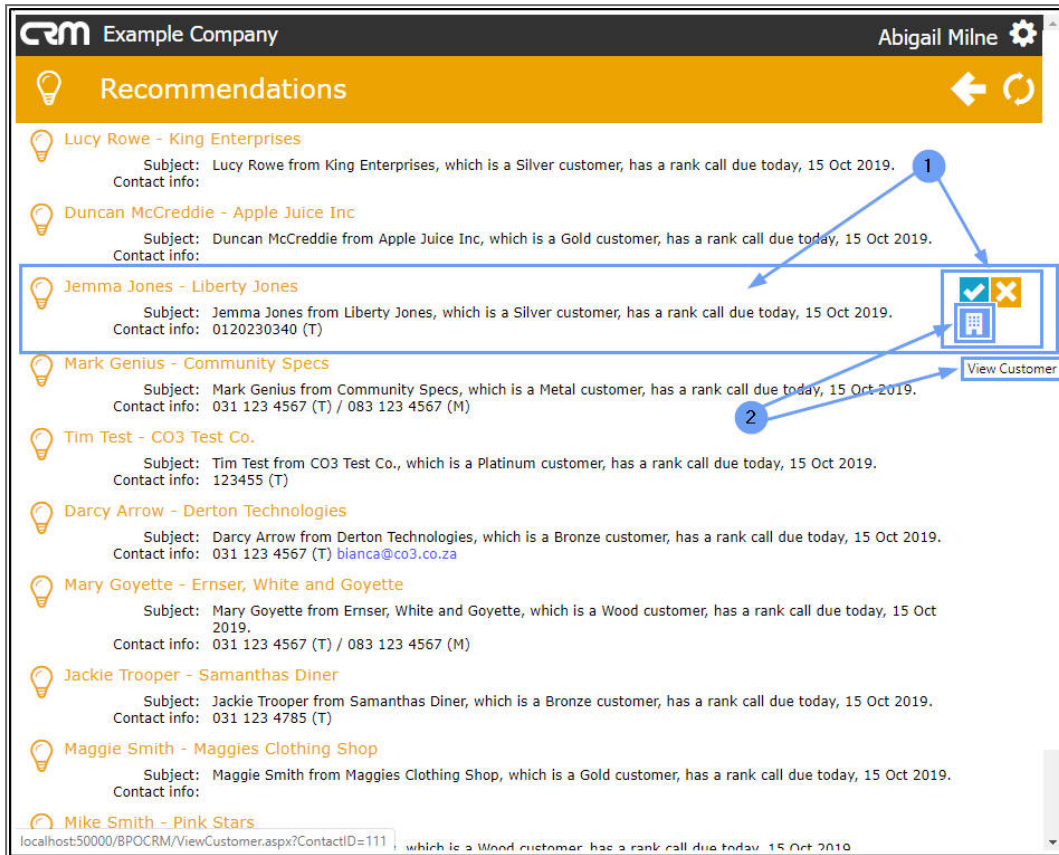 CRM Example Company Abigail Milne
Recommendations
Lucy Rowe - King Enterprises
Subject: Lucy Rowe from King Enterprises, which is a Silver customer, has a rank call due today, 15 Oct 2019.
Contact info:
1
Duncan McCreddie - Apple Juice Inc
Subject: Duncan McCreddie from Apple Juice Inc, which is a Gold customer, has a rank call due today, 15 Oct 2019.
Contact info:
Jemma Jones - Liberty Jones
Subject: Jemma Jones from Liberty Jones, which is a Silver customer, has a rank call due today, 15 Oct 2019.
Contact info: 0120230340 (T)
Mark Genius - Community Specs
View Customer
Subject: Mark Genius from Community Specs, which is a Metal customer, has a rank call due today, 15 Oct 2019.
Contact info: 031 123 4567 (T) / 083 123 4567 (M)
2
Tim Test - CO3 Test Co.
Subject: Tim Test from CO3 Test Co., which is a Platinum customer, has a rank call due today, 15 Oct 2019.
Contact info: 123455 (T)
Darcy Arrow - Derton Technologies
Subject: Darcy Arrow from Derton Technologies, which is a Bronze customer, has a rank call due today, 15 Oct 2019.
Contact info: 031 123 4567 (T) bianca@co3.co.za
Mary Goyette - Ernser, White and Goyette
Subject: Mary Goyette from Ernser, White and Goyette, which is a Wood customer, has a rank call due today, 15 Oct
2019.
Contact info: 031 123 4567 (T) / 083 123 4567 (M)
Jackie Trooper - Samanthas Diner
Subject: Jackie Trooper from Samanthas Diner, which is a Bronze customer, has a rank call due today, 15 Oct 2019.
Contact info: 031 123 4785 (T)
Maggie Smith - Maggies Clothing Shop
Subject: Maggie Smith from Maggies Clothing Shop, which is a Gold customer, has a rank call due today, 15 Oct 2019.
Contact info:
Mike Smith - Pink Stars
localhost:50000/BPOCRM/ViewCustomer.aspx?ContactID=111 , which is a Wood customer, has a rank call due today, 15 Oct 2019.